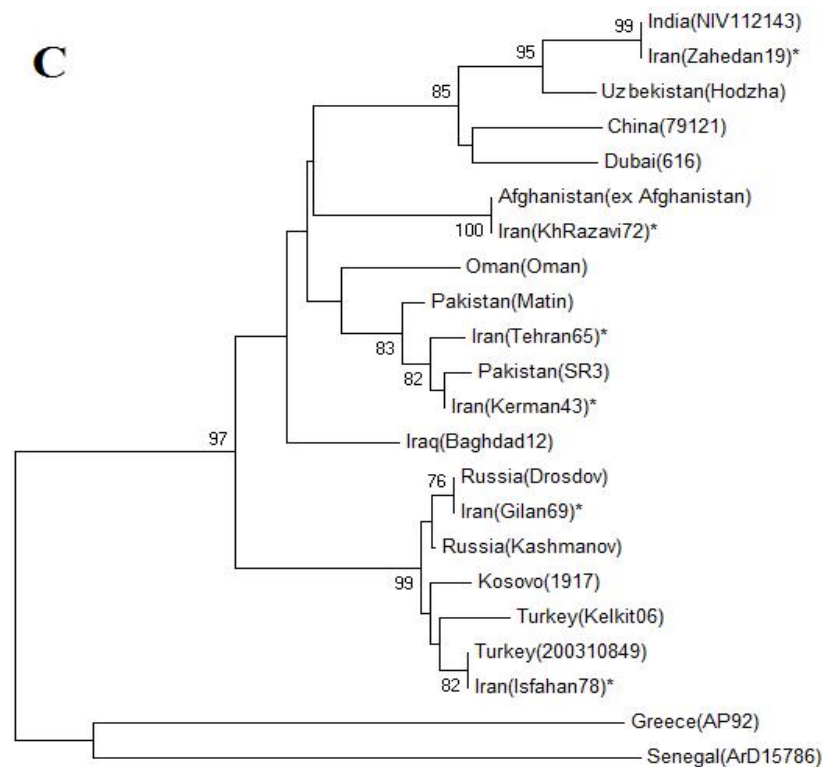 C
99
India(NIV112143)
Iran(Zahedan19)*
95
Uzbekistan(Hodzha)
85
China(79121)
Dubai(616)
Afghanistan(ex Afghanistan)
100
Iran(KhRazavi72)*
Oman(Oman)
Pakistan(Matin)
83
Iran(Tehran65)*
82
Pakistan(SR3)
Iran(Kerman43)*
97
Iraq(Baghdad12)
76
Russia(Drosdov)
Iran(Gilan69)*
Russia(Kashmanov)
99
Kosovo(1917)
Turkey(Kelkit06)
Turkey(200310849)
82
Iran(Isfahan78)*
Greece(AP92)
Senegal(ArD15786)